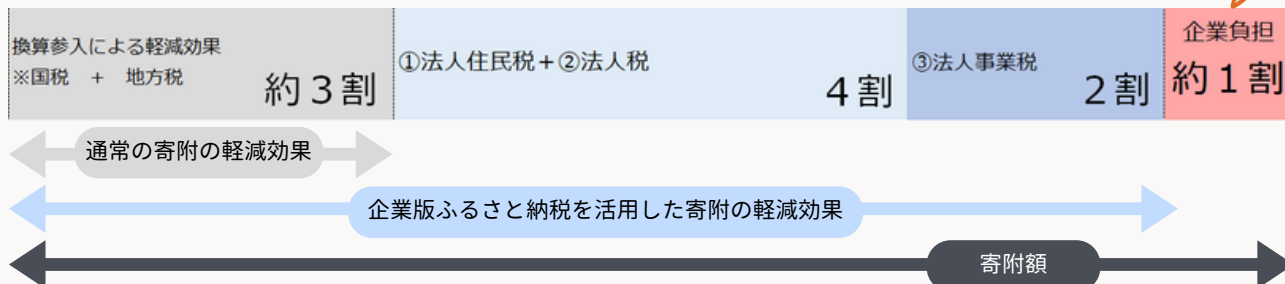 換算参入による軽減効果
※国税 + 地方税
約3割
①法人住民税+②法人税
4割
③法人事業税
2割
企業負担
約1割
通常の寄附の軽減効果
企業版ふるさと納税を活用した寄附の軽減効果
寄附額